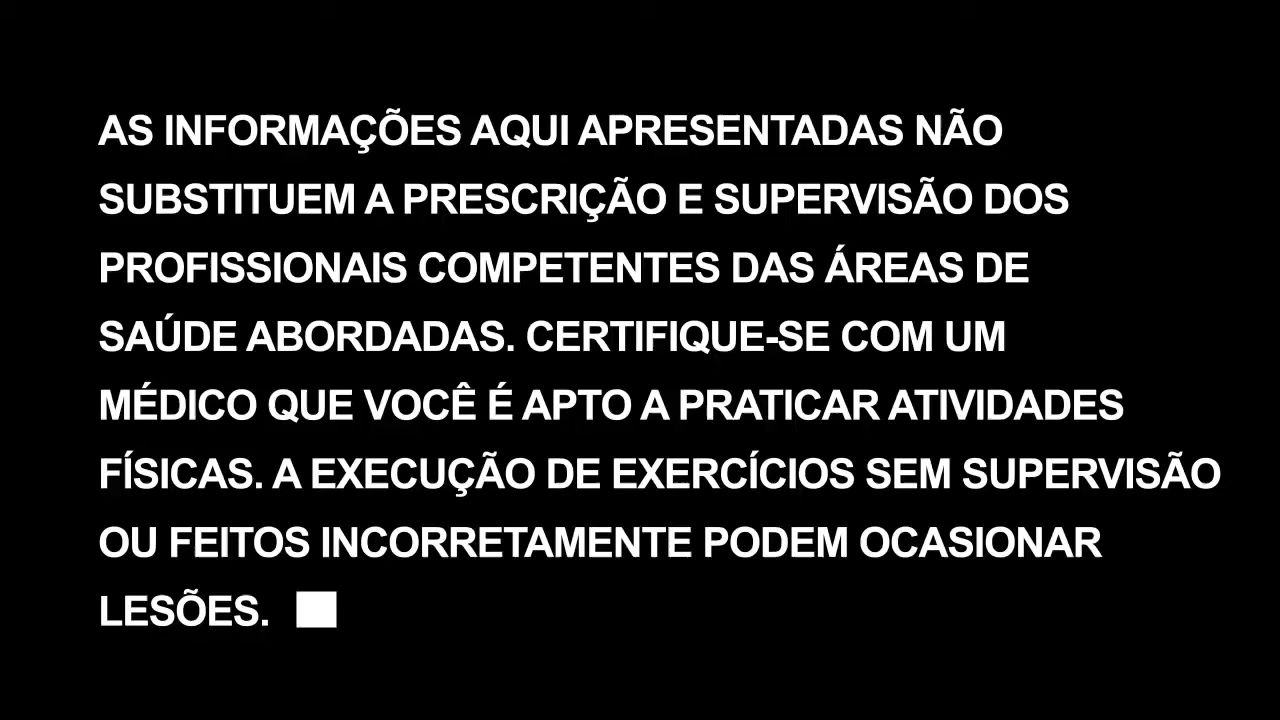 AS INFORMAÇÕES AQUI APRESENTADAS NÃO
SUBSTITUEM A PRESCRIÇÃO E SUPERVISÃO DOS
PROFISSIONAIS COMPETENTES DAS ÁREAS DE
SAÚDE ABORDADAS. CERTIFIQUE-SE COM UM
MÉDICO QUE VOCÊ É APTO A PRATICAR ATIVIDADES
FÍSICAS. A EXECUÇÃO DE EXERCÍCIOS SEM SUPERVISÃO
OU FEITOS INCORRETAMENTE PODEM OCASIONAR
LESÕES.